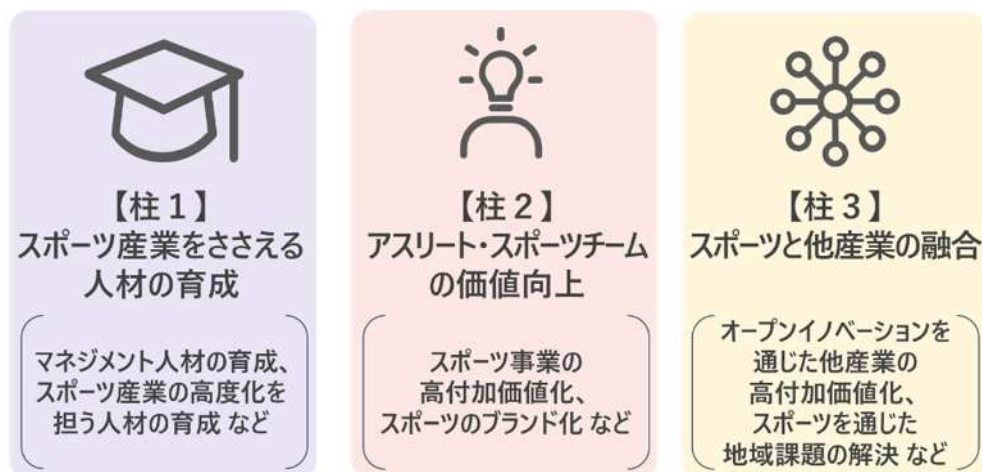 【柱１】
スポーツ産業をささえる
人材の育成
マネジメント人材の育成、
スポーツ産業の高度化を
担う人材の育成 など
【柱２】
アスリート・スポーツチーム
の価値向上
スポーツ事業の
高付加価値化、
スポーツのブランド化 など
【柱３】
スポーツと他産業の融合
オープンイノベーションを
通じた他産業の
高付加価値化、
スポーツを通じた
地域課題の解決 など